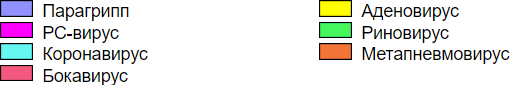 Парагрипп
РС-вирус
Коронавирус
Бокавирус
Аденовирус
Риновирус
Метапневмовирус